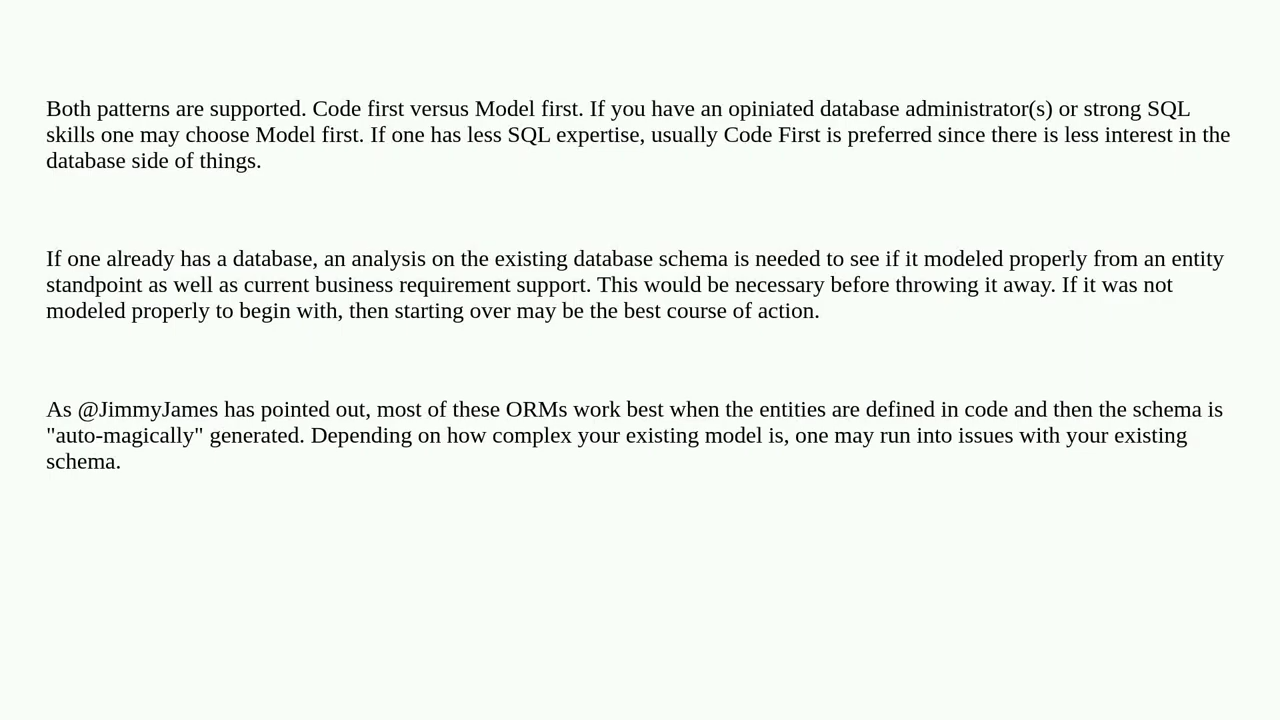 Both patterns are supported. Code first versus Model first. If you have an opiniated database administrator(s) or strong SQL
skills one may choose Model first. If one has less SQL expertise, usually Code First is preferred since there is less interest in the
database side of things.
If one already has a database, an analysis on the existing database schema is needed to see if it modeled properly from an entity
standpoint as well as current business requirement support. This would be necessary before throwing it away. If it was not
modeled properly to begin with, then starting over may be the best course of action.
As @JimmyJames has pointed out, most of these ORMs work best when the entities are defined in code and then the schema is
"auto-magically" generated. Depending on how complex your existing model is, one may run into issues with your existing
schema.